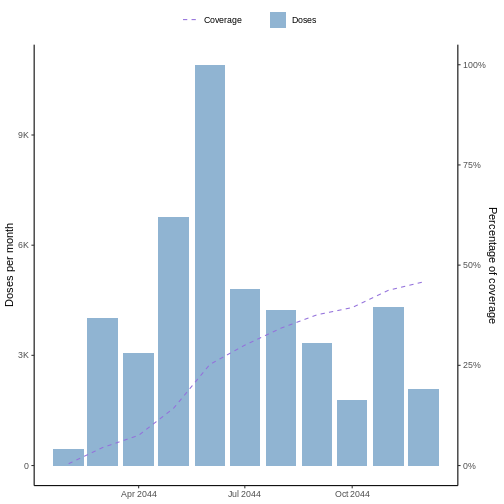 Coverage
Doses
Doses per month
9K
6K
3K
0
100%
75%
50%
25%
0%
Percentage of coverage
Apr 2044
Jul 2044
Oct 2044